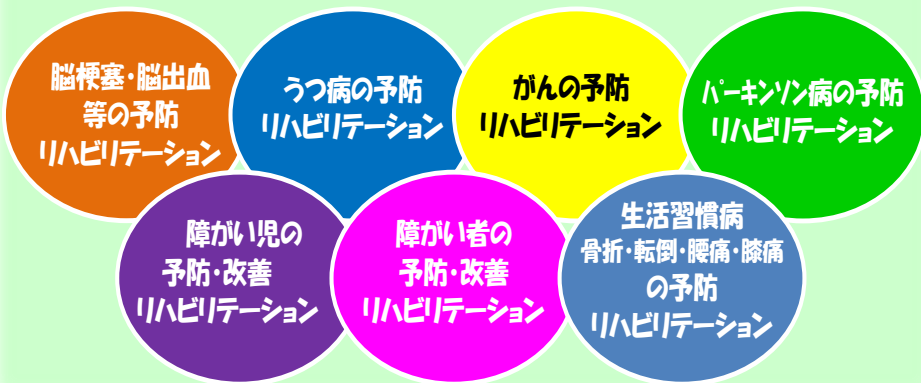 脳梗塞・脳出血
等の予防
リハビリテーション
うつ病の予防
リハビリテーション
がんの予防
リハビリテーション
パーキンソン病の予防
リハビリテーション
障がい児の
予防・改善
リハビリテーション
障がい者の
予防・改善
リハビリテーション
生活習慣病
骨折・転倒・腰痛・膝痛
の予防
リハビリテーション